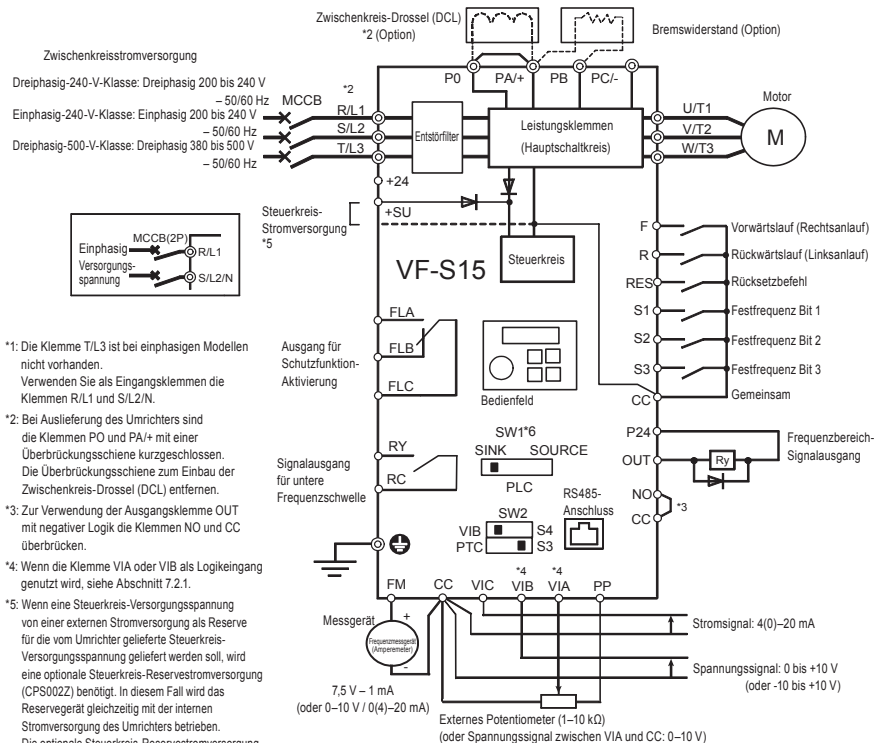 Zwischenkreis-Drossel (DCL)
*2 (Option)
Bremswiderstand (Option)
Zwischenkreisstromversorgung
Dreiphasig-240-V-Klasse: Dreiphasig 200 bis 240 V
– 50/60 Hz
Einphasig-240-V-Klasse: Einphasig 200 bis 240 V
– 50/60 Hz
Dreiphasig-500-V-Klasse: Dreiphasig 380 bis 500 V
– 50/60 Hz
MCCB
*2
P0
PA/+
PB
PC/-
R/L1
S/L2
T/L3
Entstörfilter
Leistungsklemmen
(Hauptschaltkreis)
U/T1
V/T2
W/T3
Motor
M
+24
+SU
Steuerkreis-
Stromversorgung
*5
Steuerkreis
VF-S15
MCCB(2P)
Einphasig
Versorgungs-
spannung
R/L1
S/L2/N
F
Vorwärtslauf (Rechtsanlauf)
R
Rückwärtslauf (Linksanlauf)
RES
Rücksetzbefehl
S1
Festfrequenz Bit 1
S2
Festfrequenz Bit 2
S3
Festfrequenz Bit 3
CC
Gemeinsam
FLA
FLB
FLC
Ausgang für
Schutzfunktion-
Aktivierung
Bedienfeld
P24
OUT
Ry
Frequenzbereich-
Signalausgang
NO
CC
*3
RY
RC
Signalausgang
für untere
Frequenzschwelle
SW1*6
SINK SOURCE
PLC
SW2
VIB
S4
PTC
S3
RS485-
Anschluss
FM
CC
VIC
*4
VIB
*4
VIA
PP
Messgerät
+
Frequenzmessgerät
(Amperemeter)
-
7,5 V – 1 mA
(oder 0–10 V / 0(4)–20 mA)
Stromsignal: 4(0)–20 mA
Spannungssignal: 0 bis +10 V
(oder -10 bis +10 V)
Externes Potentiometer (1–10 kΩ)
(oder Spannungssignal zwischen VIA und CC: 0–10 V)
*1: Die Klemme T/L3 ist bei einphasigen Modellen
nicht vorhanden.
Verwenden Sie als Eingangsklemmen die
Klemmen R/L1 und S/L2/N.
*2: Bei Auslieferung des Umrichters sind
die Klemmen PO und PA/+ mit einer
Überbrückungsschiene kurzgeschlossen.
Die Überbrückungsschiene zum Einbau der
Zwischenkreis-Drossel (DCL) entfernen.
*3: Zur Verwendung der Ausgangsklemme OUT
mit negativer Logik die Klemmen NO und CC
überbrücken.
*4: Wenn die Klemme VIA oder VIB als Logikeingang
genutzt wird, siehe Abschnitt 7.2.1.
*5: Wenn eine Steuerkreis-Versorgungsspannung
von einer externen Stromversorgung als Reserve
für die vom Umrichter gelieferte Steuerkreis-
Versorgungsspannung geliefert werden soll, wird
eine optionale Steuerkreis-Reservestromversorgung
(CPS002Z) benötigt. In diesem Fall wird das
Reservegerät gleichzeitig mit der internen
Stromversorgung des Umrichters betrieben.
Die optionale Steuerkreis-Reservestromversorgung